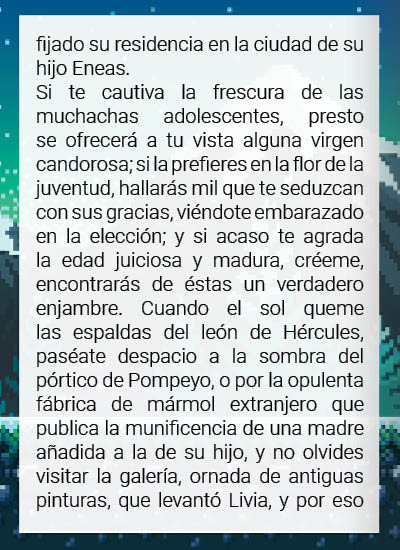 fijado su residencia en la ciudad de su
hijo Eneas.
Si te cautiva la frescura de las
muchachas adolescentes, presto
se ofrecerá a tu vista alguna virgen
candorosa; si la prefieres en la flor de la
juventud, hallarás mil que te seduzcan
con sus gracias, viéndote embarazado
en la elección; y si acaso te agrada
la edad juiciosa y madura, créeme,
encontrarás de éstas un verdadero
enjambre. Cuando el sol queme
las espaldas del león de Hércules,
paséate despacio a la sombra del
pórtico de Pompeyo, o por la opulenta
fábrica de mármol extranjero que
publica la munificencia de una madre
añadida a la de su hijo, y no olvides
visitar la galería, ornada de antiguas
pinturas, que levantó Livia, y por eso